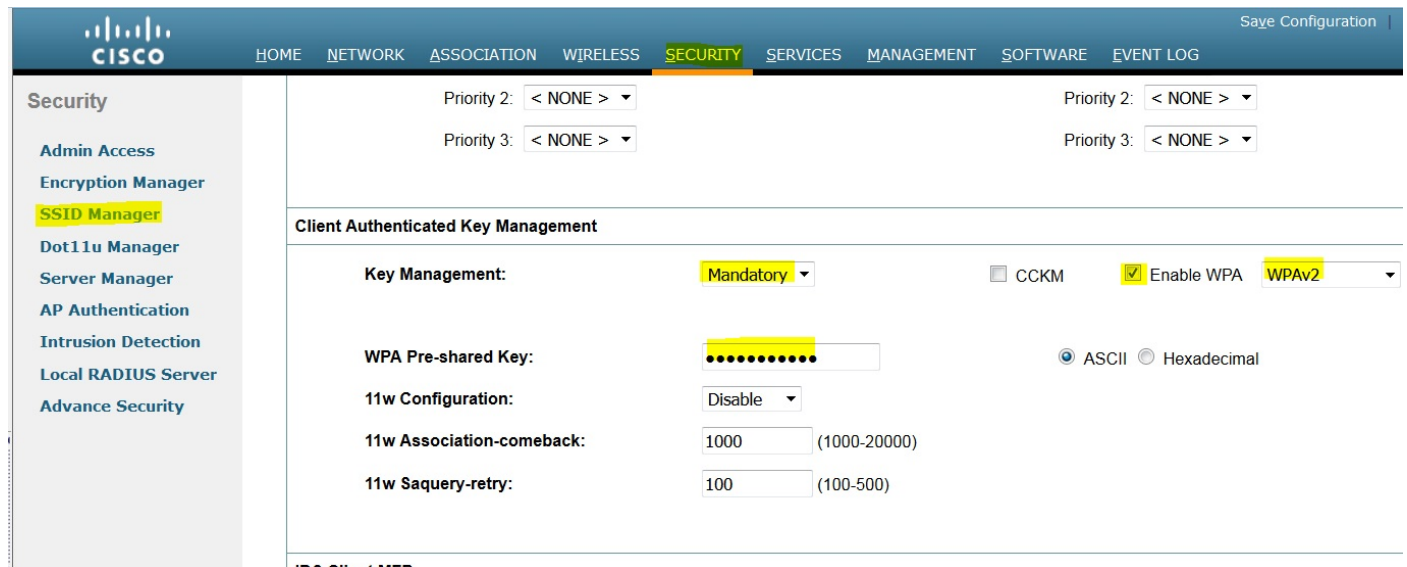 Save Configuration |
CISCO
HOME NETWORK ASSOCIATION WIRELESS SECURITY SERVICES MANAGEMENT SOFTWARE EVENT LOG
Security
Admin Access
Encryption Manager
SSID Manager
Dot11u Manager
Server Manager
AP Authentication
Intrusion Detection
Local RADIUS Server
Advance Security
Priority 2: < NONE > Priority 2: < NONE >
Priority 3: < NONE > Priority 3: < NONE >
Client Authenticated Key Management
Key Management: Mandatory CCKM Enable WPA WPAv2
WPA Pre-shared Key: ●●●●●●●●●●● ASCII Hexadecimal
11w Configuration: Disable
11w Association-comeback: 1000 (1000-20000)
11w Saquery-retry: 100 (100-500)